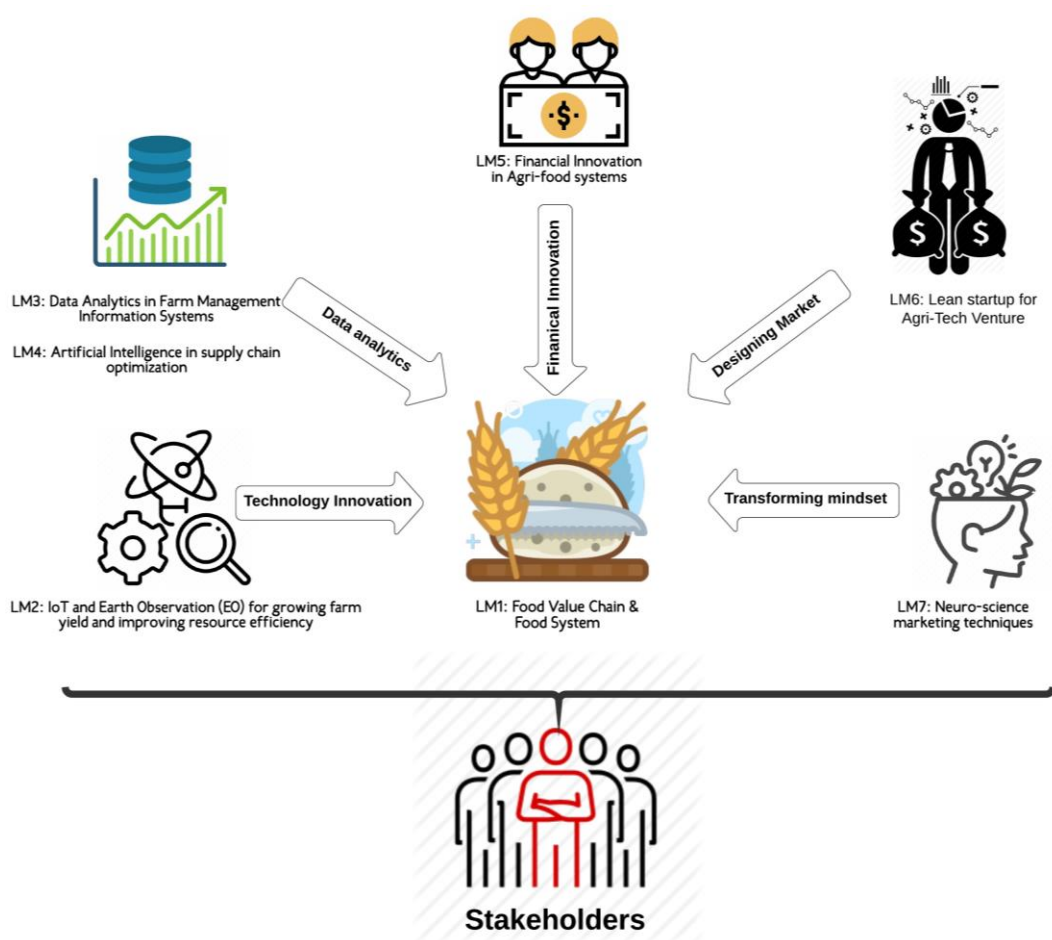 LM5: Financial Innovation
in Agri-food systems
$
LM3: Data Analytics in Farm Management
Information Systems
LM4: Artificial Intelligence in supply chain
optimization
Data analytics
Finanical Innovation
Designing Market
$
$
LM6: Lean startup for
Agri-Tech Venture
Technology Innovation
Transforming mindset
LM2: IoT and Earth Observation (EO) for growing farm
yield and improving resource efficiency
LM1: Food Value Chain &
Food System
LM7: Neuro-science
marketing techniques
Stakeholders